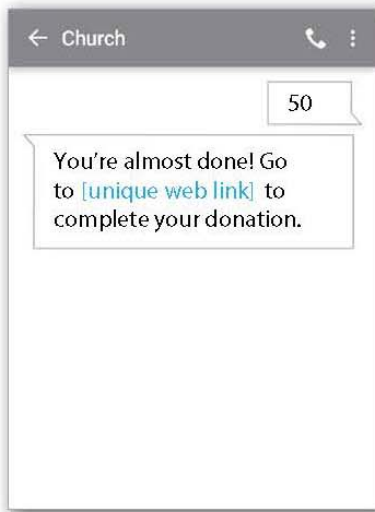 Church
50
You're almost done! Go
to [unique web link] to
complete your donation.